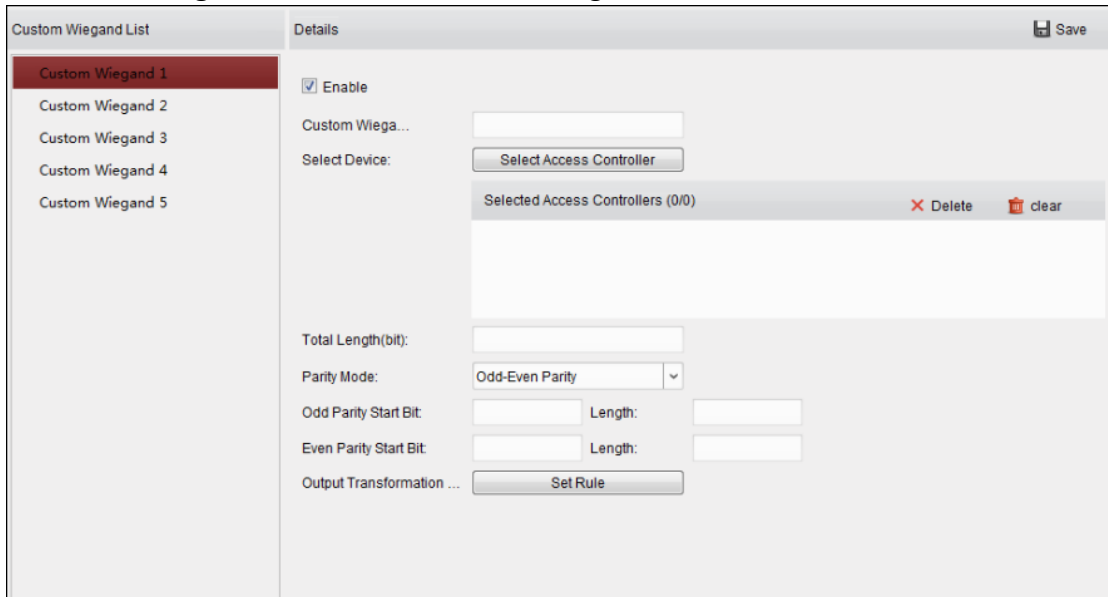 Custom Wiegand List
Details
Save
Custom Wiegand 1
Custom Wiegand 2
Custom Wiegand 3
Custom Wiegand 4
Custom Wiegand 5
Enable
Custom Wiega...
Select Device:
Select Access Controller
Selected Access Controllers (0/0)
Delete
clear
Total Length(bit):
Parity Mode:
Odd-Even Parity
Odd Parity Start Bit:
Length:
Even Parity Start Bit:
Length:
Output Transformation ...
Set Rule